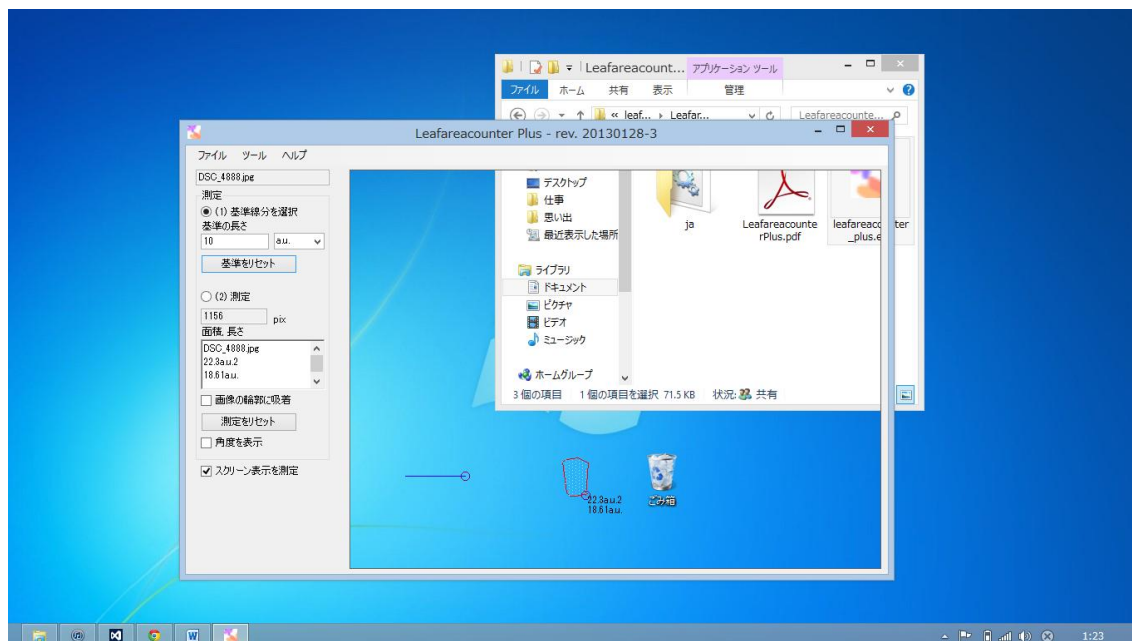 Leafareacount...
アプリケーション ツール
ファイル
ホーム
共有
表示
管理
« leaf... › Leafar...
Leafareacounte...
Leafareacounter Plus - rev. 20130128-3
ファイル ツール ヘルプ
DSC_4888.jpg
測定
(1) 基準線分を選択
基準の長さ
10
a.u.
基準をリセット
(2) 測定
1156
pix
面積, 長さ
DSC_4888.jpg
22.3a.u.2
18.61a.u.
画像の輪郭に吸着
測定をリセット
角度を表示
スクリーン表示を測定
デスクトップ
仕事
思い出
最近表示した場所
ライブラリ
ドキュメント
ピクチャ
ビデオ
ミュージック
ホームグループ
ja
Leafareacounte
rPlus.pdf
leafareacounter
_plus.e
3 個の項目
1 個の項目を選択 71.5 KB
状況:
共有
22.3a.u.2
18.61a.u.
ごみ箱
1:23